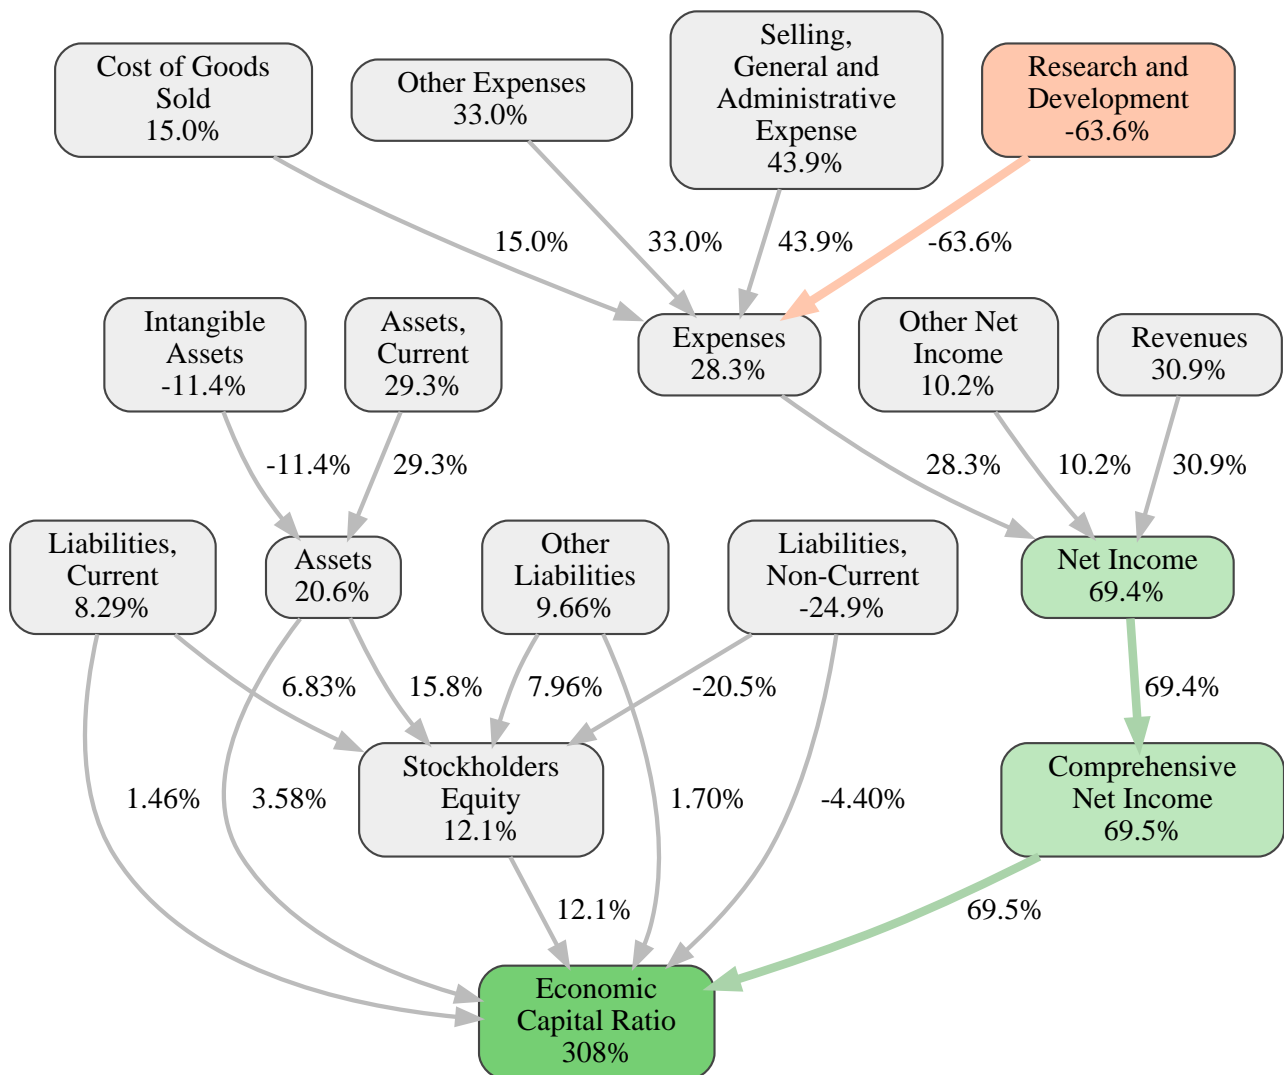 Cost of Goods
Sold
15.0%
Other Expenses
33.0%
Selling,
General and
Administrative
Expense
43.9%
Research and
Development
-63.6%
15.0%
33.0%
43.9%
-63.6%
Intangible
Assets
-11.4%
Assets,
Current
29.3%
Expenses
28.3%
Other Net
Income
10.2%
Revenues
30.9%
-11.4%
29.3%
28.3%
10.2%
30.9%
Liabilities,
Current
8.29%
Assets
20.6%
Other
Liabilities
9.66%
Liabilities,
Non-Current
-24.9%
Net Income
69.4%
6.83%
15.8%
7.96%
-20.5%
69.4%
Stockholders
Equity
12.1%
Comprehensive
Net Income
69.5%
1.46%
3.58%
1.70%
-4.40%
12.1%
69.5%
Economic
Capital Ratio
308%